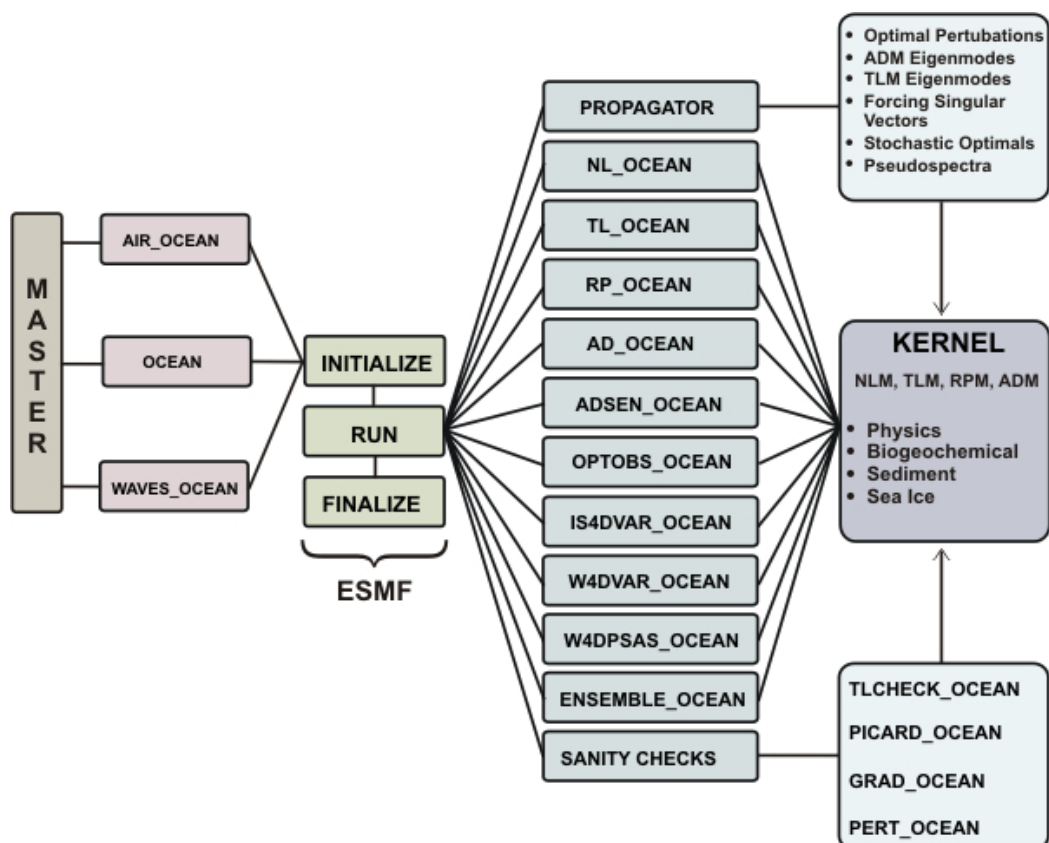 MASTER
AIR_OCEAN
OCEAN
WAVES_OCEAN
INITIALIZE
RUN
FINALIZE
ESMF
PROPAGATOR
NL_OCEAN
TL_OCEAN
RP_OCEAN
AD_OCEAN
ADSEN_OCEAN
OPTOBS_OCEAN
IS4DVAR_OCEAN
W4DVAR_OCEAN
W4DPSAS_OCEAN
ENSEMBLE_OCEAN
SANITY CHECKS
• Optimal Pertubations
• ADM Eigenmodes
• TLM Eigenmodes
• Forcing Singular
Vectors
• Stochastic Optimals
• Pseudospectra
KERNEL
NLM, TLM, RPM, ADM
• Physics
• Biogeochemical
• Sediment
• Sea Ice
TLCHECK_OCEAN
PICARD_OCEAN
GRAD_OCEAN
PERT_OCEAN